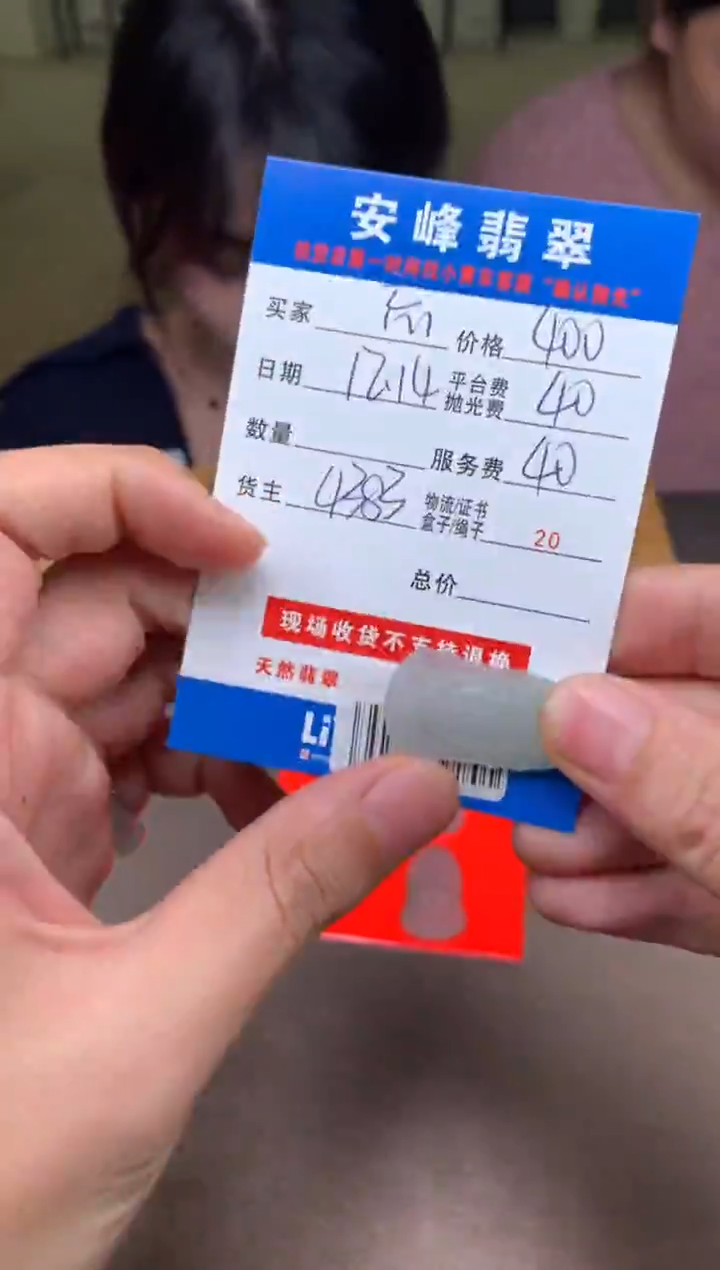 安峰翡翠
买家 价格 400
日期 12.14 平台费 抛光费 40
数量 服务费 40
货主 4383 物流/证书 盒子/绳子 20
总价
现场收货不支持退换
天然翡翠
Li